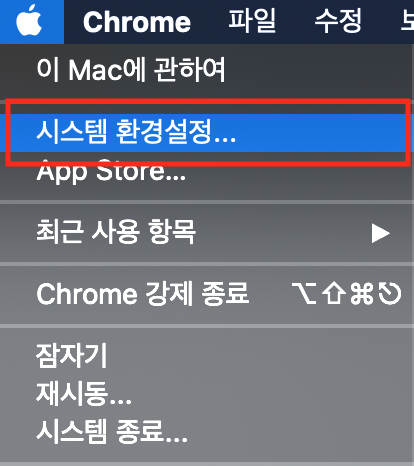 Chrome 파일 수정
이 Mac에 관하여
시스템 환경설정...
App Store...
최근 사용 항목 ▶
Chrome 강제 종료 ⌥⇧⌘⎋
잠자기
재시동...
시스템 종료...